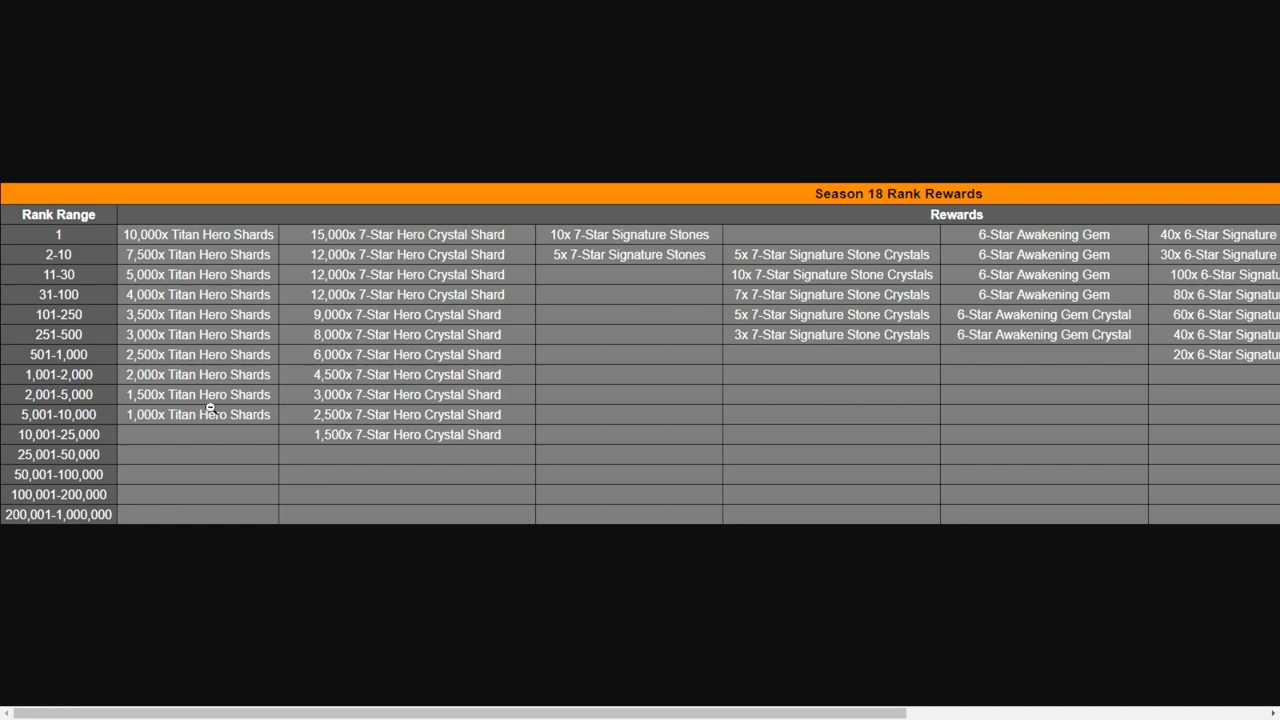 Season 18 Rank Rewards
Rank Range Rewards
1 10,000x Titan Hero Shards 15,000x 7-Star Hero Crystal Shard 10x 7-Star Signature Stones 6-Star Awakening Gem 40x 6-Star Signature
2-10 7,500x Titan Hero Shards 12,000x 7-Star Hero Crystal Shard 5x 7-Star Signature Stones 5x 7-Star Signature Stone Crystals 6-Star Awakening Gem 30x 6-Star Signature
11-30 5,000x Titan Hero Shards 12,000x 7-Star Hero Crystal Shard 10x 7-Star Signature Stone Crystals 6-Star Awakening Gem 100x 6-Star Signatu
31-100 4,000x Titan Hero Shards 12,000x 7-Star Hero Crystal Shard 7x 7-Star Signature Stone Crystals 6-Star Awakening Gem 80x 6-Star Signatur
101-250 3,500x Titan Hero Shards 9,000x 7-Star Hero Crystal Shard 5x 7-Star Signature Stone Crystals 6-Star Awakening Gem Crystal 60x 6-Star Signatur
251-500 3,000x Titan Hero Shards 8,000x 7-Star Hero Crystal Shard 3x 7-Star Signature Stone Crystals 6-Star Awakening Gem Crystal 40x 6-Star Signatur
501-1,000 2,500x Titan Hero Shards 6,000x 7-Star Hero Crystal Shard 20x 6-Star Signatur
1,001-2,000 2,000x Titan Hero Shards 4,500x 7-Star Hero Crystal Shard
2,001-5,000 1,500x Titan Hero Shards 3,000x 7-Star Hero Crystal Shard
5,001-10,000 1,000x Titan Hero Shards 2,500x 7-Star Hero Crystal Shard
10,001-25,000 1,500x 7-Star Hero Crystal Shard
25,001-50,000
50,001-100,000
100,001-200,000
200,001-1,000,000